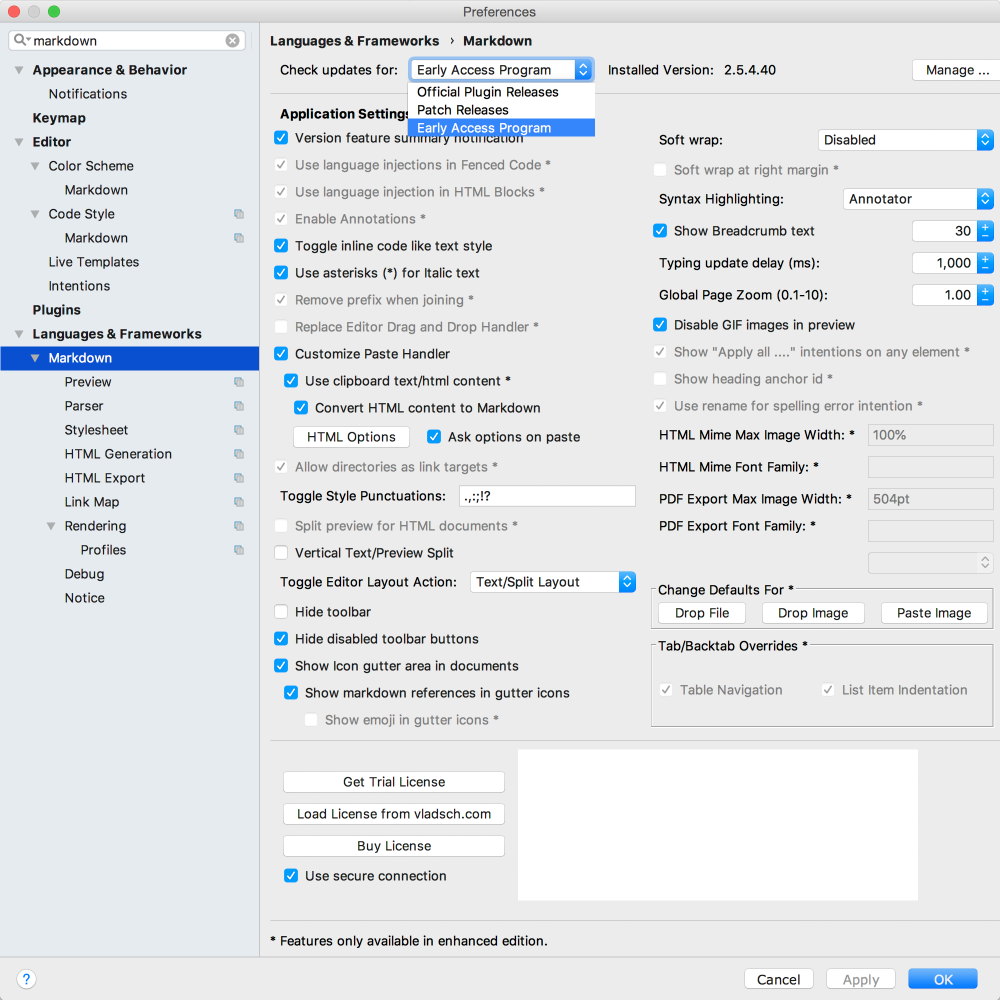 Preferences
markdown
Appearance & Behavior
Notifications
Keymap
Editor
Color Scheme
Markdown
Code Style
Markdown
Live Templates
Intentions
Plugins
Languages & Frameworks
Markdown
Preview
Parser
Stylesheet
HTML Generation
HTML Export
Link Map
Rendering
Profiles
Debug
Notice
Languages & Frameworks › Markdown
Check updates for: Early Access Program Installed Version: 2.5.4.40 Manage ...
Official Plugin Releases
Patch Releases
Early Access Program
Application Settings
Version feature summary notification
Use language injections in Fenced Code *
Use language injection in HTML Blocks *
Enable Annotations *
Toggle inline code like text style
Use asterisks (*) for Italic text
Remove prefix when joining *
Replace Editor Drag and Drop Handler *
Customize Paste Handler
Use clipboard text/html content *
Convert HTML content to Markdown
HTML Options Ask options on paste
Allow directories as link targets *
Toggle Style Punctuations: .,:;!?
Split preview for HTML documents *
Vertical Text/Preview Split
Toggle Editor Layout Action: Text/Split Layout
Hide toolbar
Hide disabled toolbar buttons
Show Icon gutter area in documents
Show markdown references in gutter icons
Show emoji in gutter icons *
Soft wrap: Disabled
Soft wrap at right margin *
Syntax Highlighting: Annotator
Show Breadcrumb text 30
Typing update delay (ms): 1,000
Global Page Zoom (0.1-10): 1.00
Disable GIF images in preview
Show "Apply all ...." intentions on any element *
Show heading anchor id *
Use rename for spelling error intention *
HTML Mime Max Image Width: * 100%
HTML Mime Font Family: *
PDF Export Max Image Width: * 504pt
PDF Export Font Family: *
Change Defaults For *
Drop File Drop Image Paste Image
Tab/Backtab Overrides *
Table Navigation List Item Indentation
Get Trial License
Load License from vladsch.com
Buy License
Use secure connection
* Features only available in enhanced edition.
? Cancel Apply OK